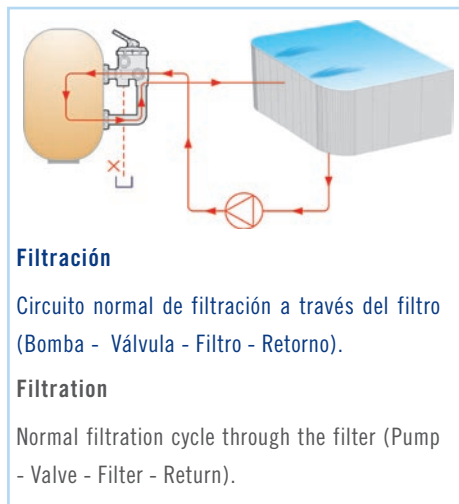 Filtración
Circuito normal de filtración a través del filtro
(Bomba - Válvula - Filtro - Retorno).
Filtration
Normal filtration cycle through the filter (Pump
- Valve - Filter - Return).